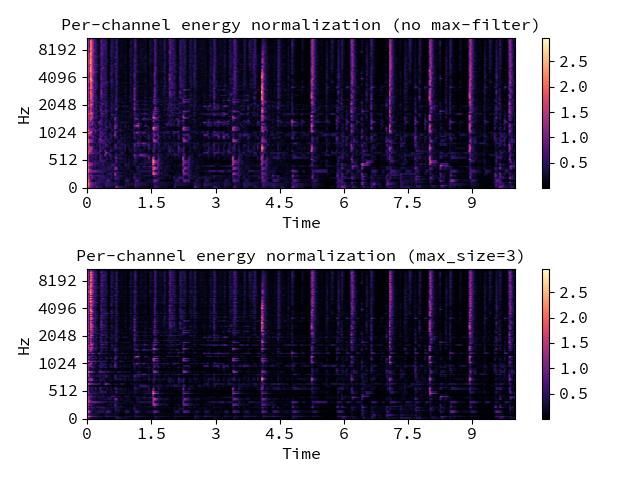 Per-channel energy normalization (no max-filter)
8192
4096
2048
1024
512
0
Hz
0 1.5 3 4.5 6 7.5 9
Time
2.5
2.0
1.5
1.0
0.5
Per-channel energy normalization (max_size=3)
8192
4096
2048
1024
512
0
Hz
0 1.5 3 4.5 6 7.5 9
Time
2.5
2.0
1.5
1.0
0.5